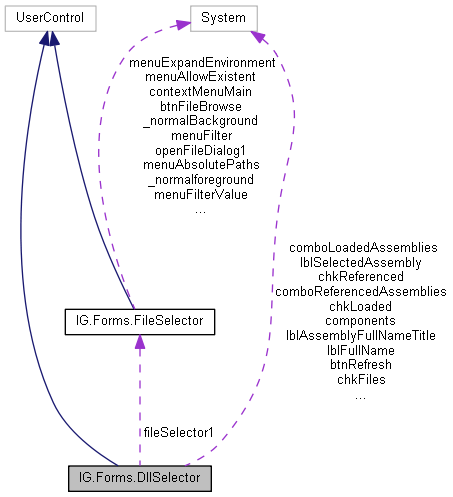 UserControl
System
menuExpandEnvironment
menuAllowExistent
contextMenuMain
btnFileBrowse
_normalBackground
menuFilter
openFileDialog1
menuAbsolutePaths
_normalforeground
menuFilterValue
...
comboLoadedAssemblies
lblSelectedAssembly
chkReferenced
comboReferencedAssemblies
chkLoaded
components
lblAssemblyFullNameTitle
lblFullName
btnRefresh
chkFiles
...
IG.Forms.FileSelector
fileSelector1
IG.Forms.DllSelector